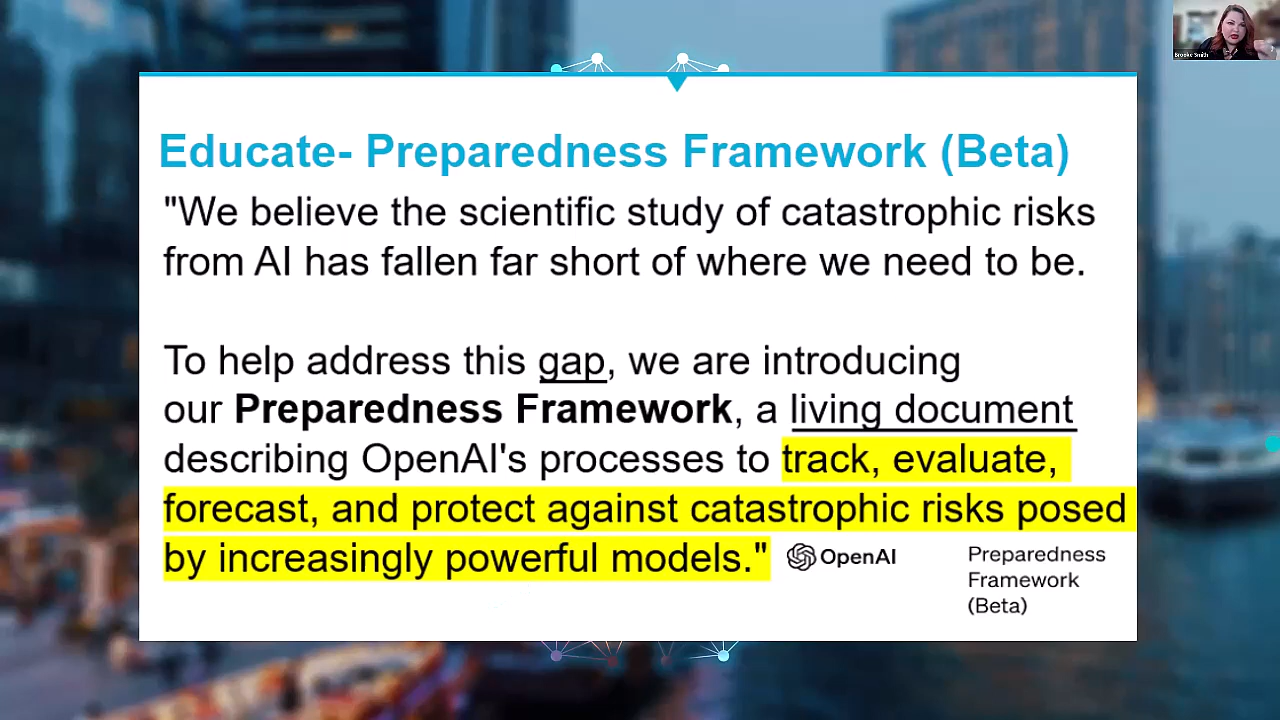 Brooke Smith
Educate- Preparedness Framework (Beta)
"We believe the scientific study of catastrophic risks
from AI has fallen far short of where we need to be.
To help address this gap, we are introducing
our Preparedness Framework, a living document
describing OpenAI's processes to track, evaluate,
forecast, and protect against catastrophic risks posed
by increasingly powerful models."
OpenAI
Preparedness
Framework
(Beta)